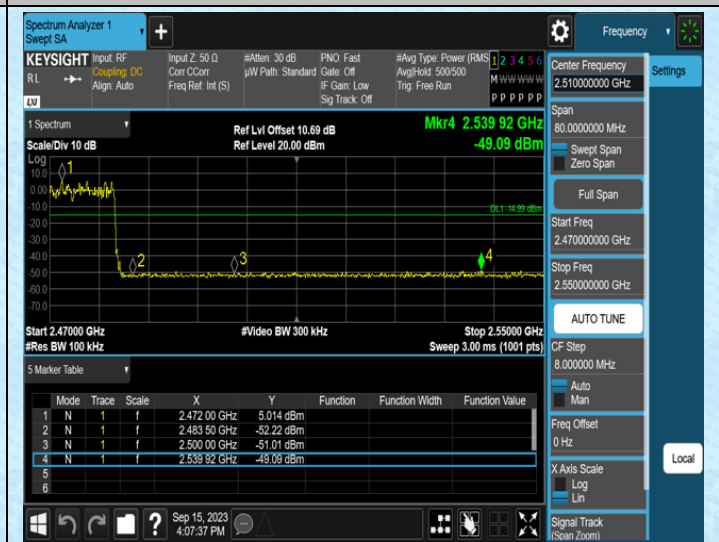 Spectrum Analyzer 1
Swept SA
+
Frequency
KEYSIGHT
Input: RF
Input Z: 50 Ω
#Atten: 30 dB
PNO: Fast
#Avg Type: Power (RMS
1 2 3 4 5 6
RL
Coupling: DC
Corr CCorr
µW Path: Standard
Gate: Off
Avg|Hold: 500/500
M W W W W W
Align: Auto
Freq Ref: Int (S)
IF Gain: Low
Trig: Free Run
Sig Track: Off
P P P P P P
LXI
1 Spectrum
Ref Lvl Offset 10.69 dB
Mkr4 2.539 92 GHz
Scale/Div 10 dB
Ref Level 20.00 dBm
-49.09 dBm
Log
10.0
0.00
-10.0
-20.0
-30.0
-40.0
-50.0
-60.0
-70.0
1
2
3
4
DL1 -14.99 dBm
Start 2.47000 GHz
#Video BW 300 kHz
Stop 2.55000 GHz
#Res BW 100 kHz
Sweep 3.00 ms (1001 pts)
5 Marker Table
Mode Trace Scale X Y Function Function Width Function Value
1 N 1 f 2.472 00 GHz 5.014 dBm
2 N 1 f 2.483 50 GHz -52.22 dBm
3 N 1 f 2.500 00 GHz -51.01 dBm
4 N 1 f 2.539 92 GHz -49.09 dBm
5
6
Sep 15, 2023
4:07:37 PM
?
Center Frequency
2.510000000 GHz
Settings
Span
80.0000000 MHz
Swept Span
Zero Span
Full Span
Start Freq
2.470000000 GHz
Stop Freq
2.550000000 GHz
AUTO TUNE
CF Step
8.000000 MHz
Auto
Man
Freq Offset
0 Hz
X Axis Scale
Log
Lin
Local
Signal Track
(Span Zoom)